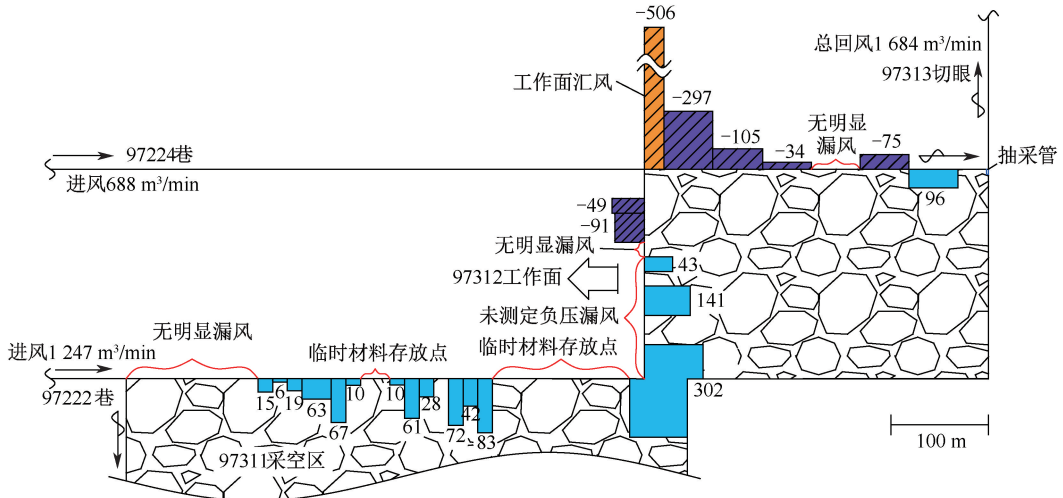 -506
总回风1 684 m³/min
97313切眼
工作面汇风
-297
-105
-34
无明显
漏风
-75
抽采管
97224巷
进风688 m³/min
96
-49
-91
无明显漏风
97312工作面
43
141
未测定负压漏风
临时材料存放点
302
无明显漏风
临时材料存放点
进风1 247 m³/min
97222巷
15
6
19
63
67
10
10
61
28
72
42
83
97311采空区
100 m